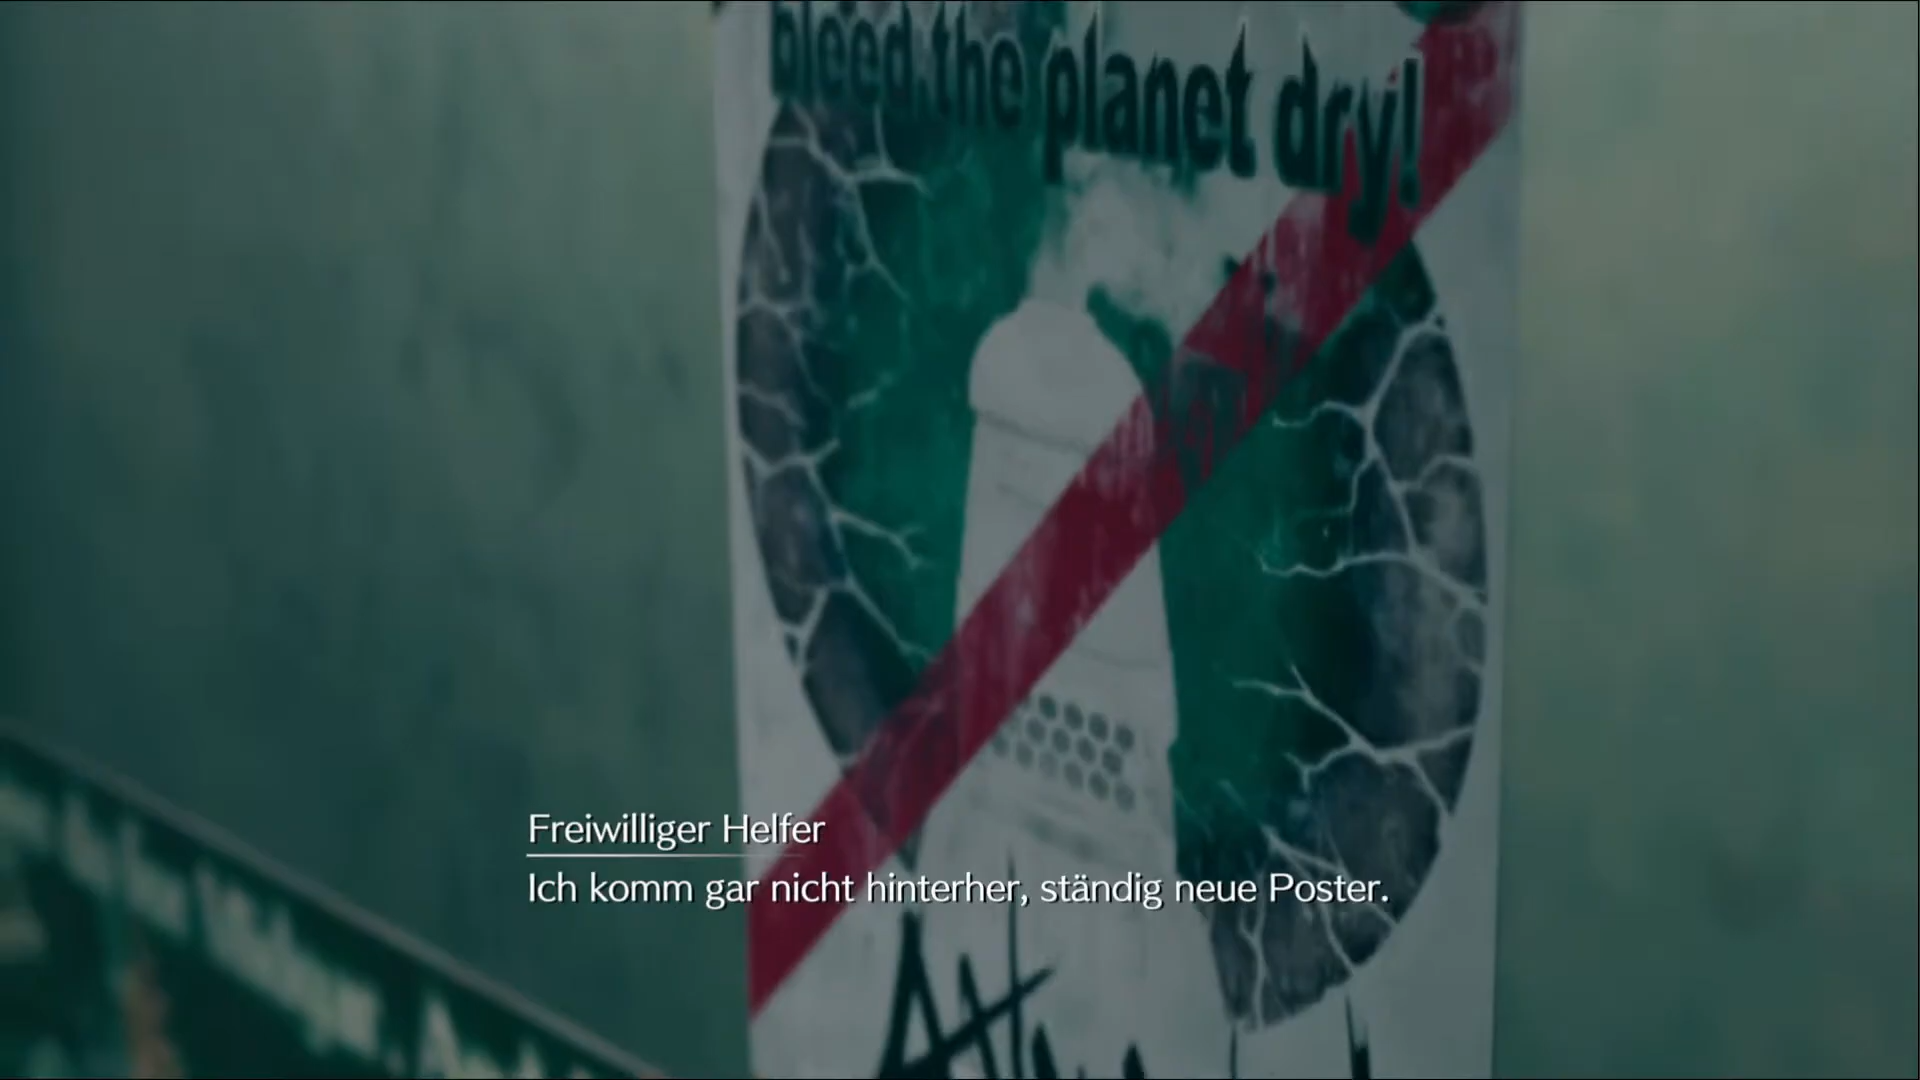 bleed the planet dry!
Freiwilliger Helfer
Ich komm gar nicht hinterher, ständig neue Poster.